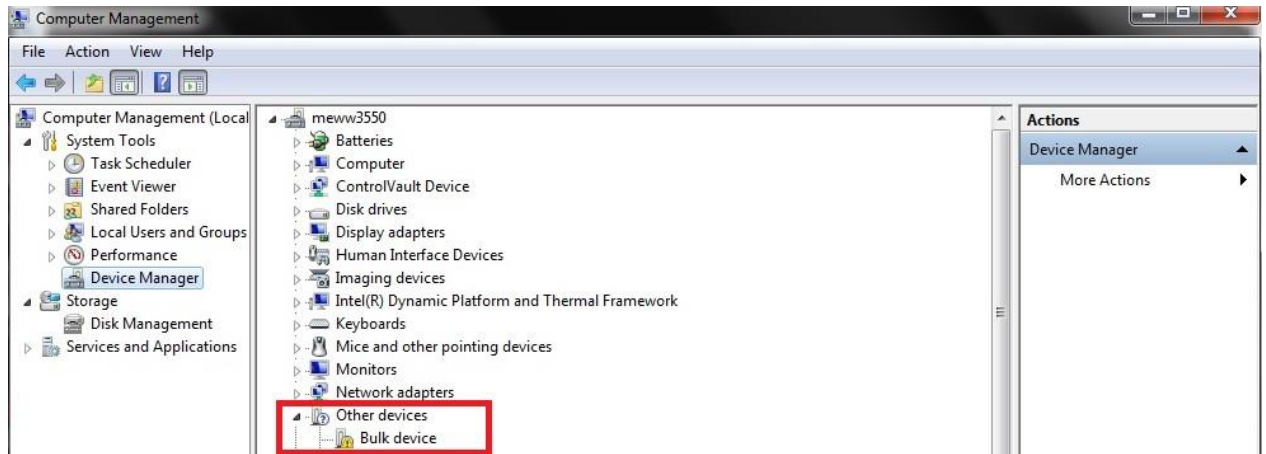 Computer Management
File Action View Help
Computer Management (Local
System Tools
Task Scheduler
Event Viewer
Shared Folders
Local Users and Groups
Performance
Device Manager
Storage
Disk Management
Services and Applications
meww3550
Batteries
Computer
ControlVault Device
Disk drives
Display adapters
Human Interface Devices
Imaging devices
Intel(R) Dynamic Platform and Thermal Framework
Keyboards
Mice and other pointing devices
Monitors
Network adapters
Other devices
Bulk device
Actions
Device Manager
More Actions